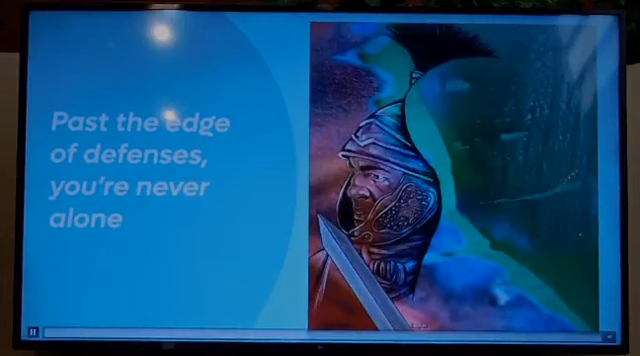 Past the edge
of defenses,
you're never
alone